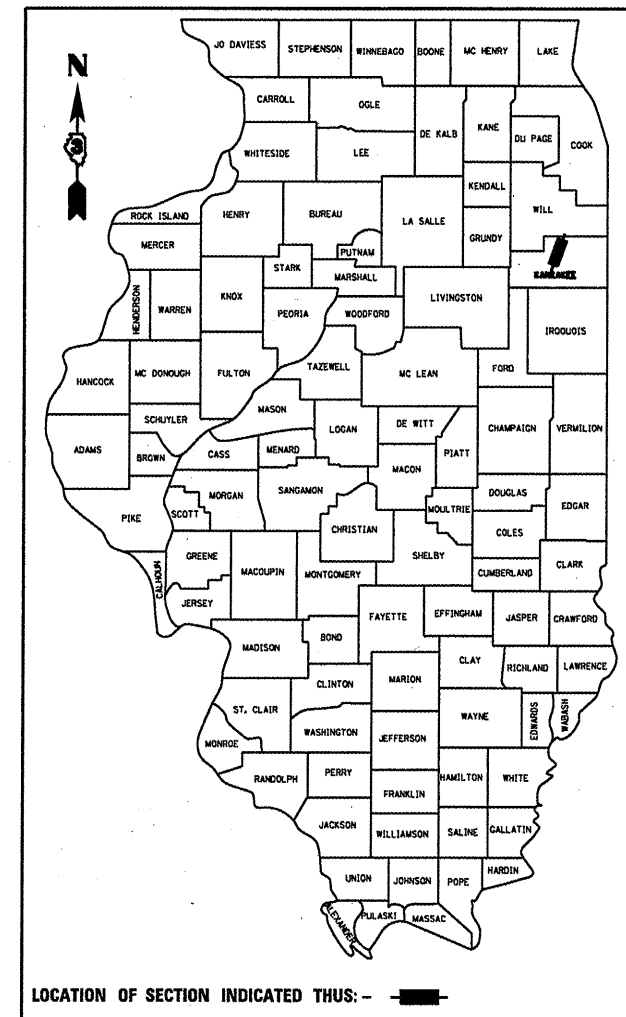 JO DAVIESS STEPHENSON WINNEBAGO BOONE MC HENRY LAKE
N
CARROLL OGLE DE KALB KANE DU PAGE COOK
3
WHITESIDE LEE
KENDALL
ROCK ISLAND HENRY BUREAU LA SALLE WILL
MERCER PUTNAM GRUNDY
STARK MARSHALL KANKAKEE
HENDERSON WARREN KNOX PEORIA WOODFORD LIVINGSTON IROQUOIS
HANCOCK MC DONOUGH FULTON TAZEWELL MC LEAN FORD
MASON
SCHUYLER LOGAN DE WITT CHAMPAIGN VERMILION
ADAMS BROWN CASS MENARD MACON PIATT
PIKE SCOTT MORGAN SANGAMON MOULTRIE DOUGLAS EDGAR
CHRISTIAN COLES
CALHOUN GREENE MACOUPIN MONTGOMERY SHELBY CUMBERLAND CLARK
JERSEY FAYETTE EFFINGHAM JASPER CRAWFORD
MADISON BOND CLAY RICHLAND LAWRENCE
CLINTON MARION
ST. CLAIR WAYNE EDWARDS WABASH
MONROE WASHINGTON JEFFERSON
RANDOLPH PERRY HAMILTON WHITE
FRANKLIN
JACKSON WILLIAMSON SALINE GALLATIN
UNION JOHNSON POPE HARDIN
ALEXANDER PULASKI MASSAC
LOCATION OF SECTION INDICATED THUS: -